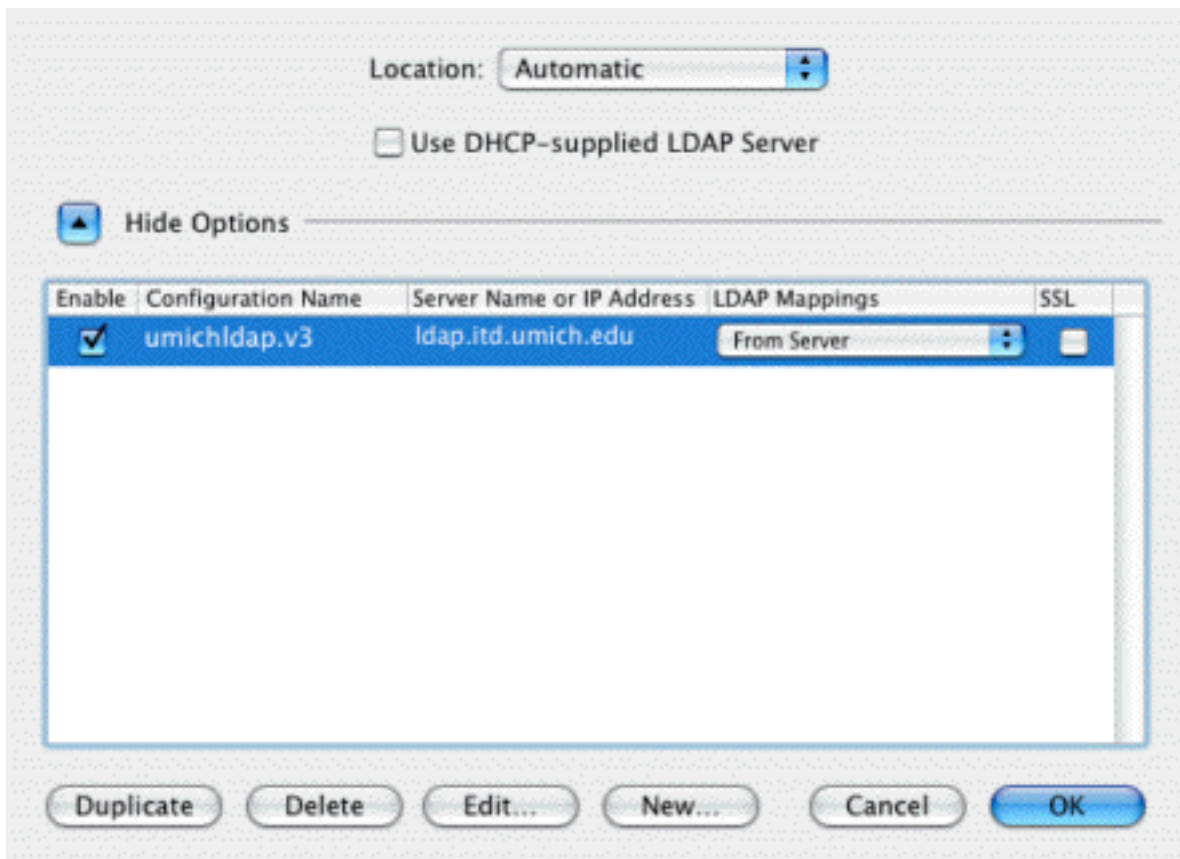 Location: Automatic
Use DHCP-supplied LDAP Server
Hide Options
Enable Configuration Name Server Name or IP Address LDAP Mappings SSL
umichldap.v3 ldap.itd.umich.edu From Server
Duplicate Delete Edit... New... Cancel OK